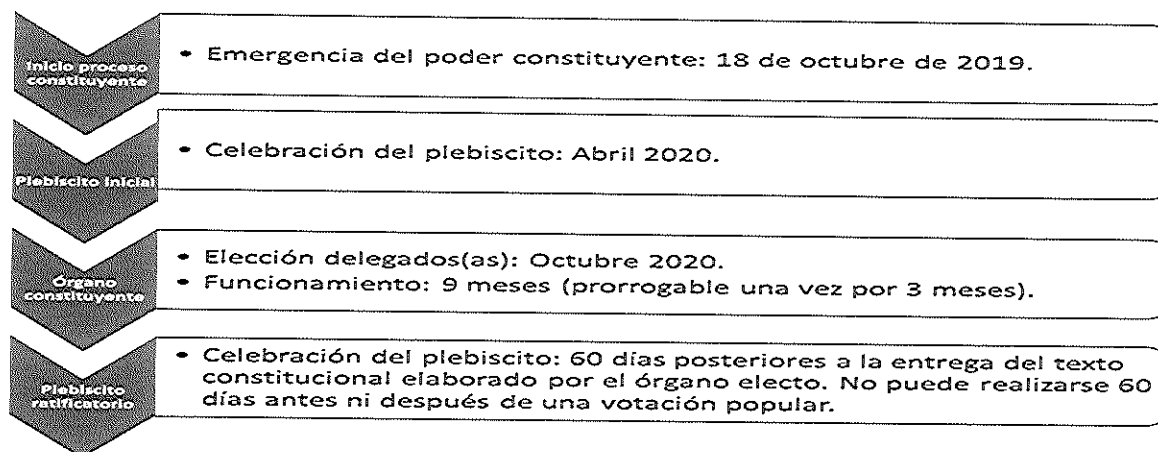 Inicio proceso
constituyente
• Emergencia del poder constituyente: 18 de octubre de 2019.
Plebiscito inicial
• Celebración del plebiscito: Abril 2020.
Órgano
constituyente
• Elección delegados(as): Octubre 2020.
• Funcionamiento: 9 meses (prorrogable una vez por 3 meses).
Plebiscito
ratificatorio
• Celebración del plebiscito: 60 días posteriores a la entrega del texto
constitucional elaborado por el órgano electo. No puede realizarse 60
días antes ni después de una votación popular.